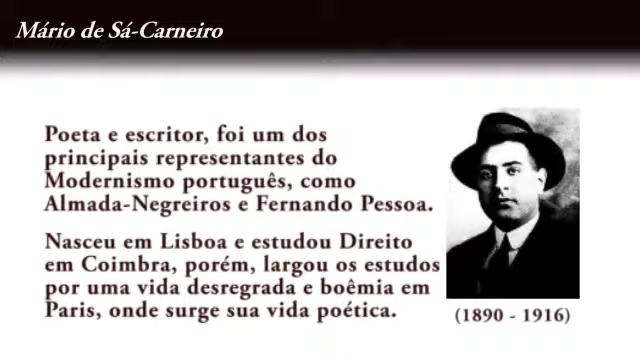 Mário de Sá-Carneiro
Poeta e escritor, foi um dos
principais representantes do
Modernismo português, como
Almada-Negreiros e Fernando Pessoa.
Nasceu em Lisboa e estudou Direito
em Coimbra, porém, largou os estudos
por uma vida desregrada e boêmia em
Paris, onde surge sua vida poética.
(1890 - 1916)